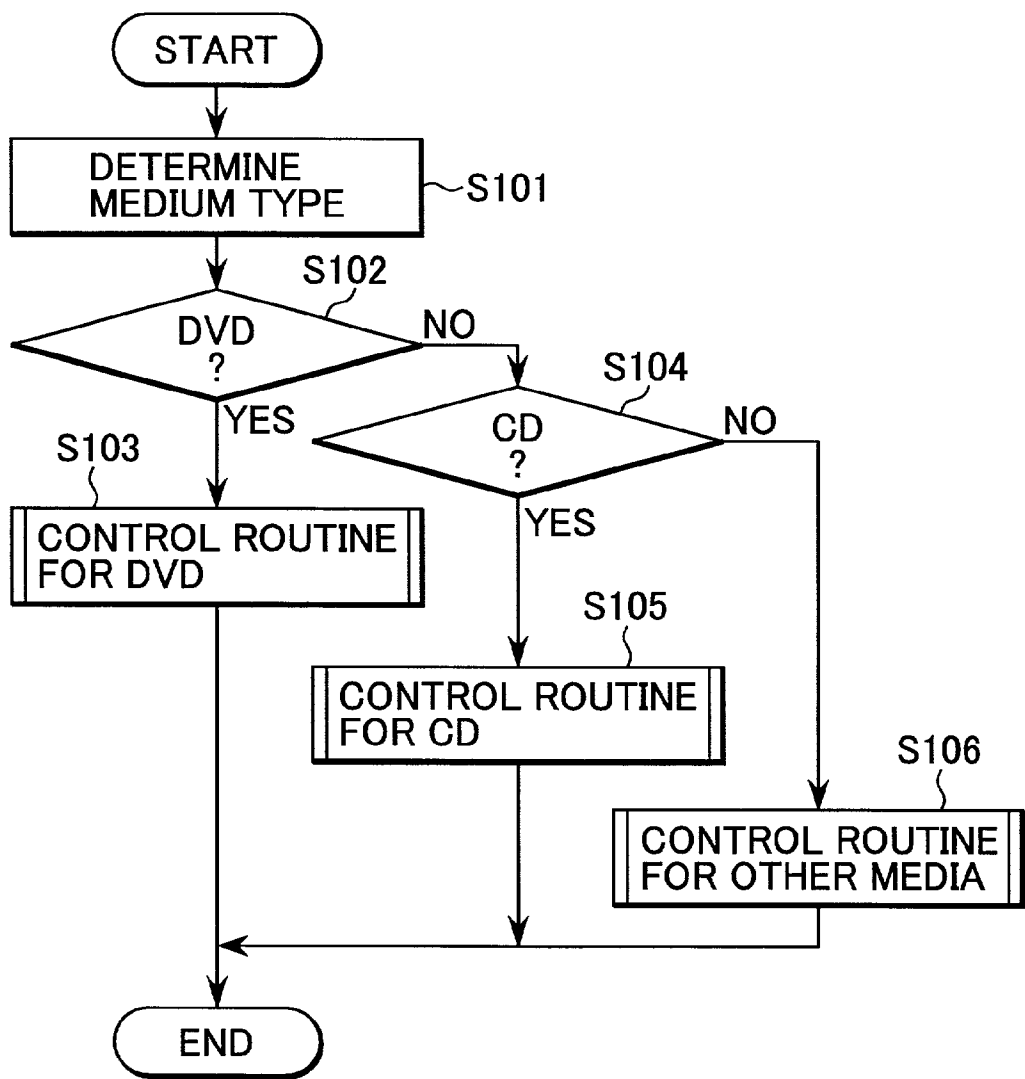 START
DETERMINE
MEDIUM TYPE
S101
S102
DVD
?
NO
YES
S104
CD
?
NO
YES
S103
CONTROL ROUTINE
FOR DVD
S105
CONTROL ROUTINE
FOR CD
S106
CONTROL ROUTINE
FOR OTHER MEDIA
END